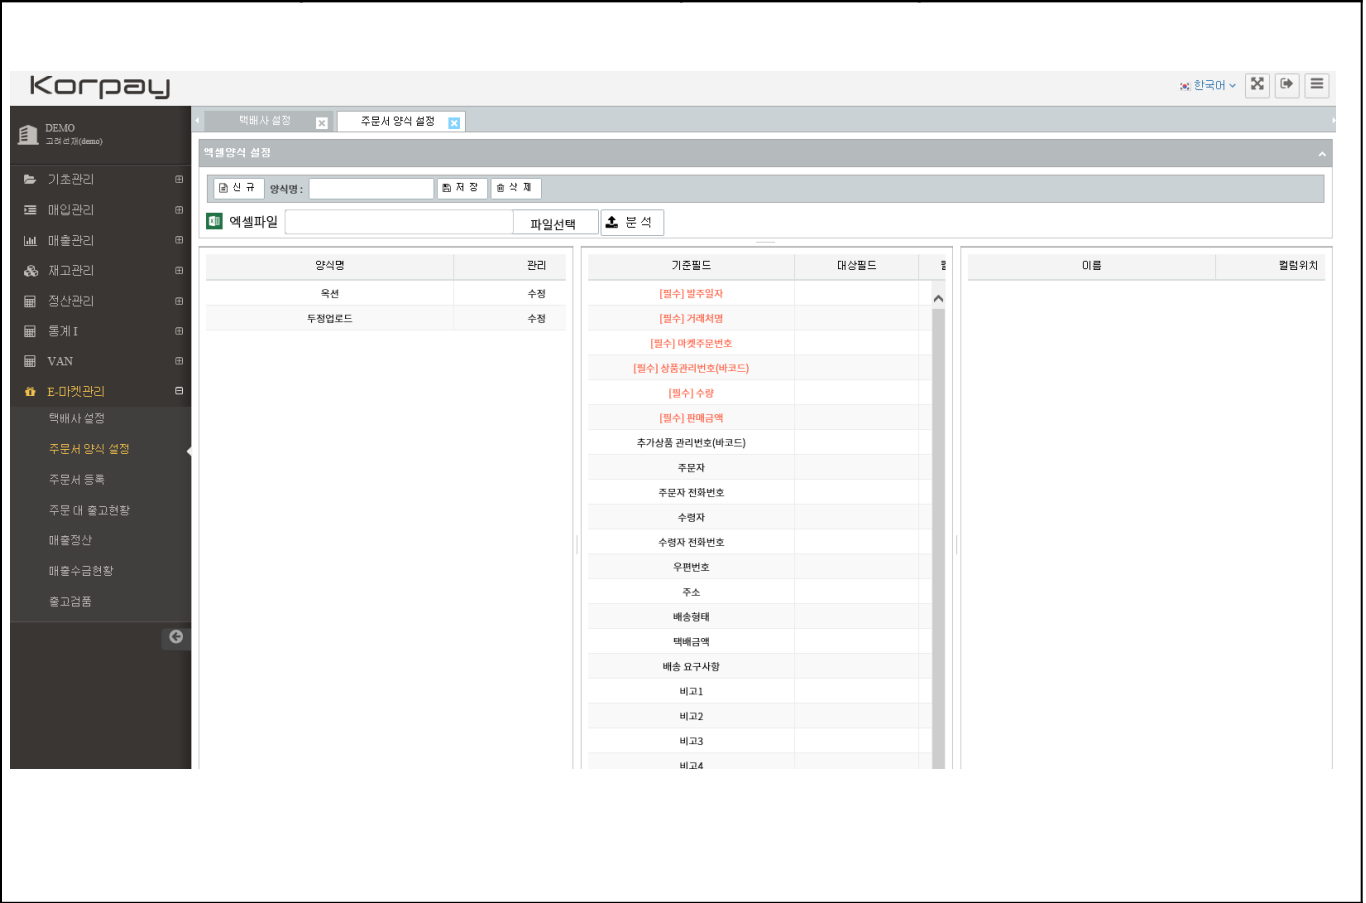 Korpay
한국어
DEMO
고려선재(demo)
택배사 설정
주문서 양식 설정
엑셀양식 설정
신규 양식명 : 저장 삭제
엑셀파일 파일선택 분석
기초관리
매입관리
매출관리
재고관리
정산관리
통계 I
VAN
E-마켓관리
택배사 설정
주문서 양식 설정
주문서 등록
주문 대 출고현황
매출정산
매출수금현황
출고검품
양식명 관리
옥션 수정
두정업로드 수정
기준필드 대상필드
[필수] 발주일자
[필수] 거래처명
[필수] 마켓주문번호
[필수] 상품관리번호(바코드)
[필수] 수량
[필수] 판매금액
추가상품 관리번호(바코드)
주문자
주문자 전화번호
수령자
수령자 전화번호
우편번호
주소
배송형태
택배금액
배송 요구사항
비고1
비고2
비고3
비고4
이름 컬럼위치